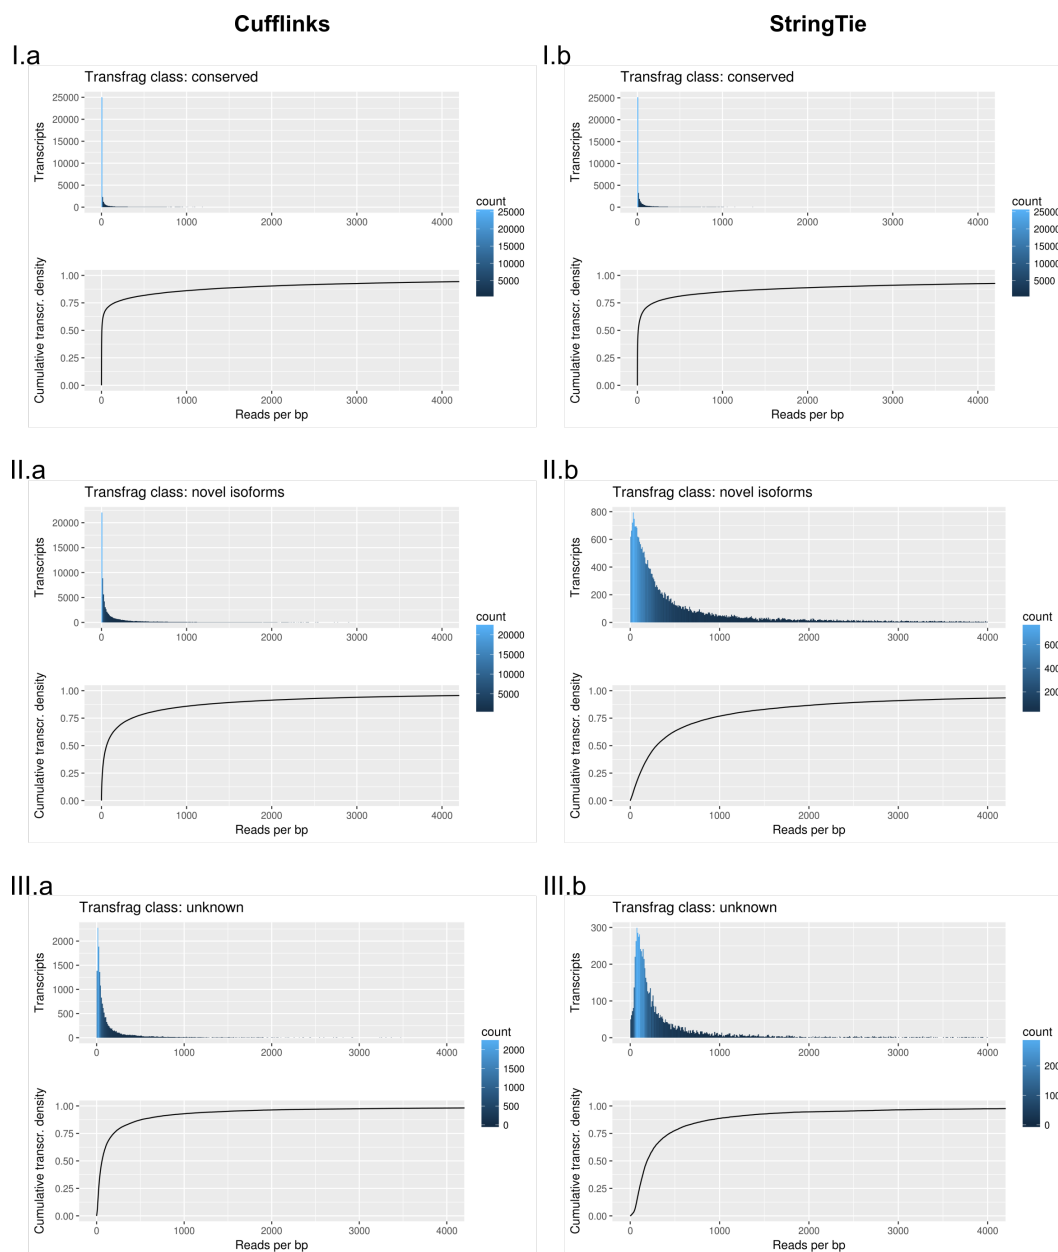 Cufflinks
StringTie
I.a
Transfrag class: conserved
25000
20000
15000
10000
5000
0
Transcripts
0 1000 2000 3000 4000
count
25000
20000
15000
10000
5000
1.00
0.75
0.50
0.25
0.00
Cumulative transcr. density
0 1000 2000 3000 4000
Reads per bp
I.b
Transfrag class: conserved
25000
20000
15000
10000
5000
0
Transcripts
0 1000 2000 3000 4000
count
25000
20000
15000
10000
5000
1.00
0.75
0.50
0.25
0.00
Cumulative transcr. density
0 1000 2000 3000 4000
Reads per bp
II.a
Transfrag class: novel isoforms
20000
15000
10000
5000
0
Transcripts
0 1000 2000 3000 4000
count
20000
15000
10000
5000
1.00
0.75
0.50
0.25
0.00
Cumulative transcr. density
0 1000 2000 3000 4000
Reads per bp
II.b
Transfrag class: novel isoforms
800
600
400
200
0
Transcripts
0 1000 2000 3000 4000
count
600
400
200
1.00
0.75
0.50
0.25
0.00
Cumulative transcr. density
0 1000 2000 3000 4000
Reads per bp
III.a
Transfrag class: unknown
2000
1500
1000
500
0
Transcripts
0 1000 2000 3000 4000
count
2000
1500
1000
500
0
1.00
0.75
0.50
0.25
0.00
Cumulative transcr. density
0 1000 2000 3000 4000
Reads per bp
III.b
Transfrag class: unknown
300
200
100
0
Transcripts
0 1000 2000 3000 4000
count
200
100
0
1.00
0.75
0.50
0.25
0.00
Cumulative transcr. density
0 1000 2000 3000 4000
Reads per bp